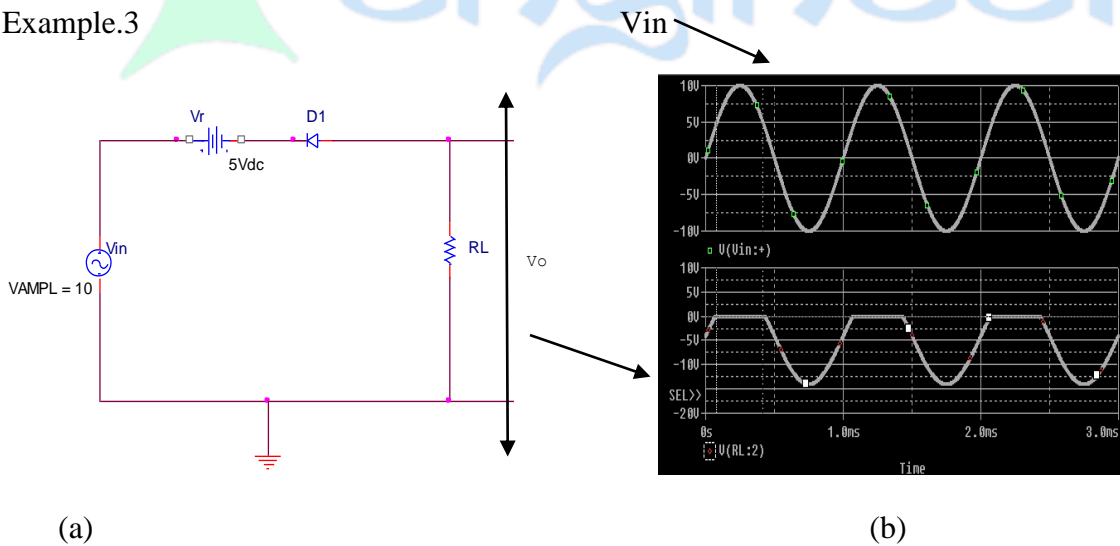 Example.3
Vin
Vr
D1
5Vdc
Vin
VAMPL = 10
RL
Vo
10V
5V
0V
-5V
-10V
V(Vin:+)
10V
5V
0V
-5V
-10V
SEL>>
-20V
0s
1.0ms
2.0ms
3.0ms
V(RL:2)
Time
(a)
(b)